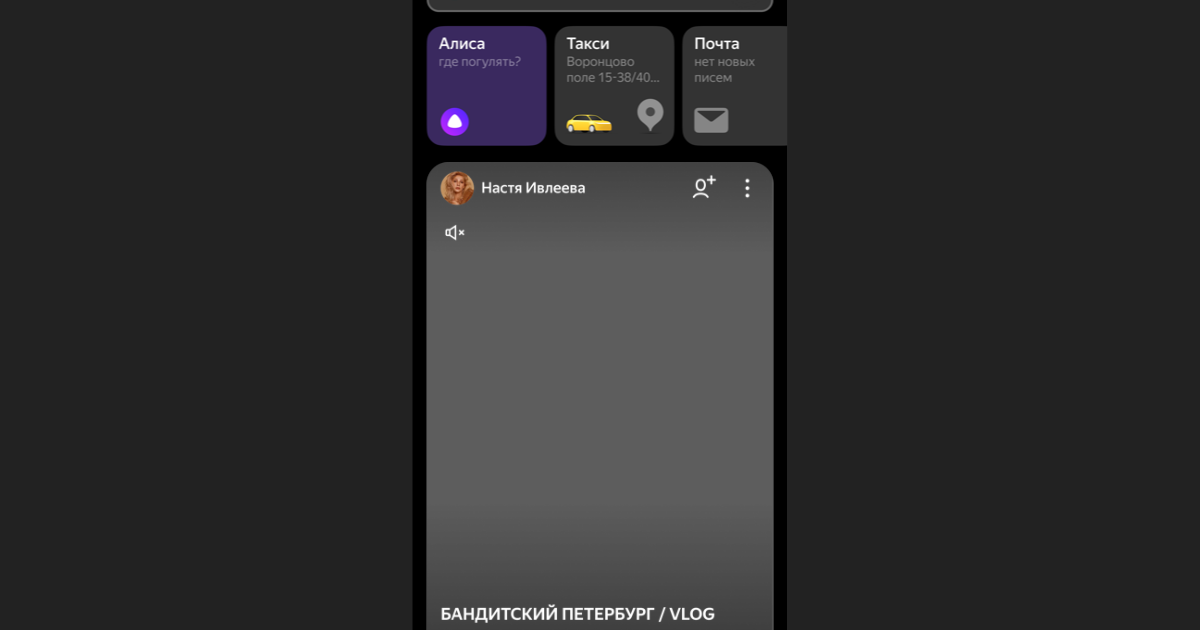 Алиса
где погулять?
Такси
Воронцово
поле 15-38/40...
Почта
нет новых
писем
Настя Ивлеева
БАНДИТСКИЙ ПЕТЕРБУРГ / VLOG